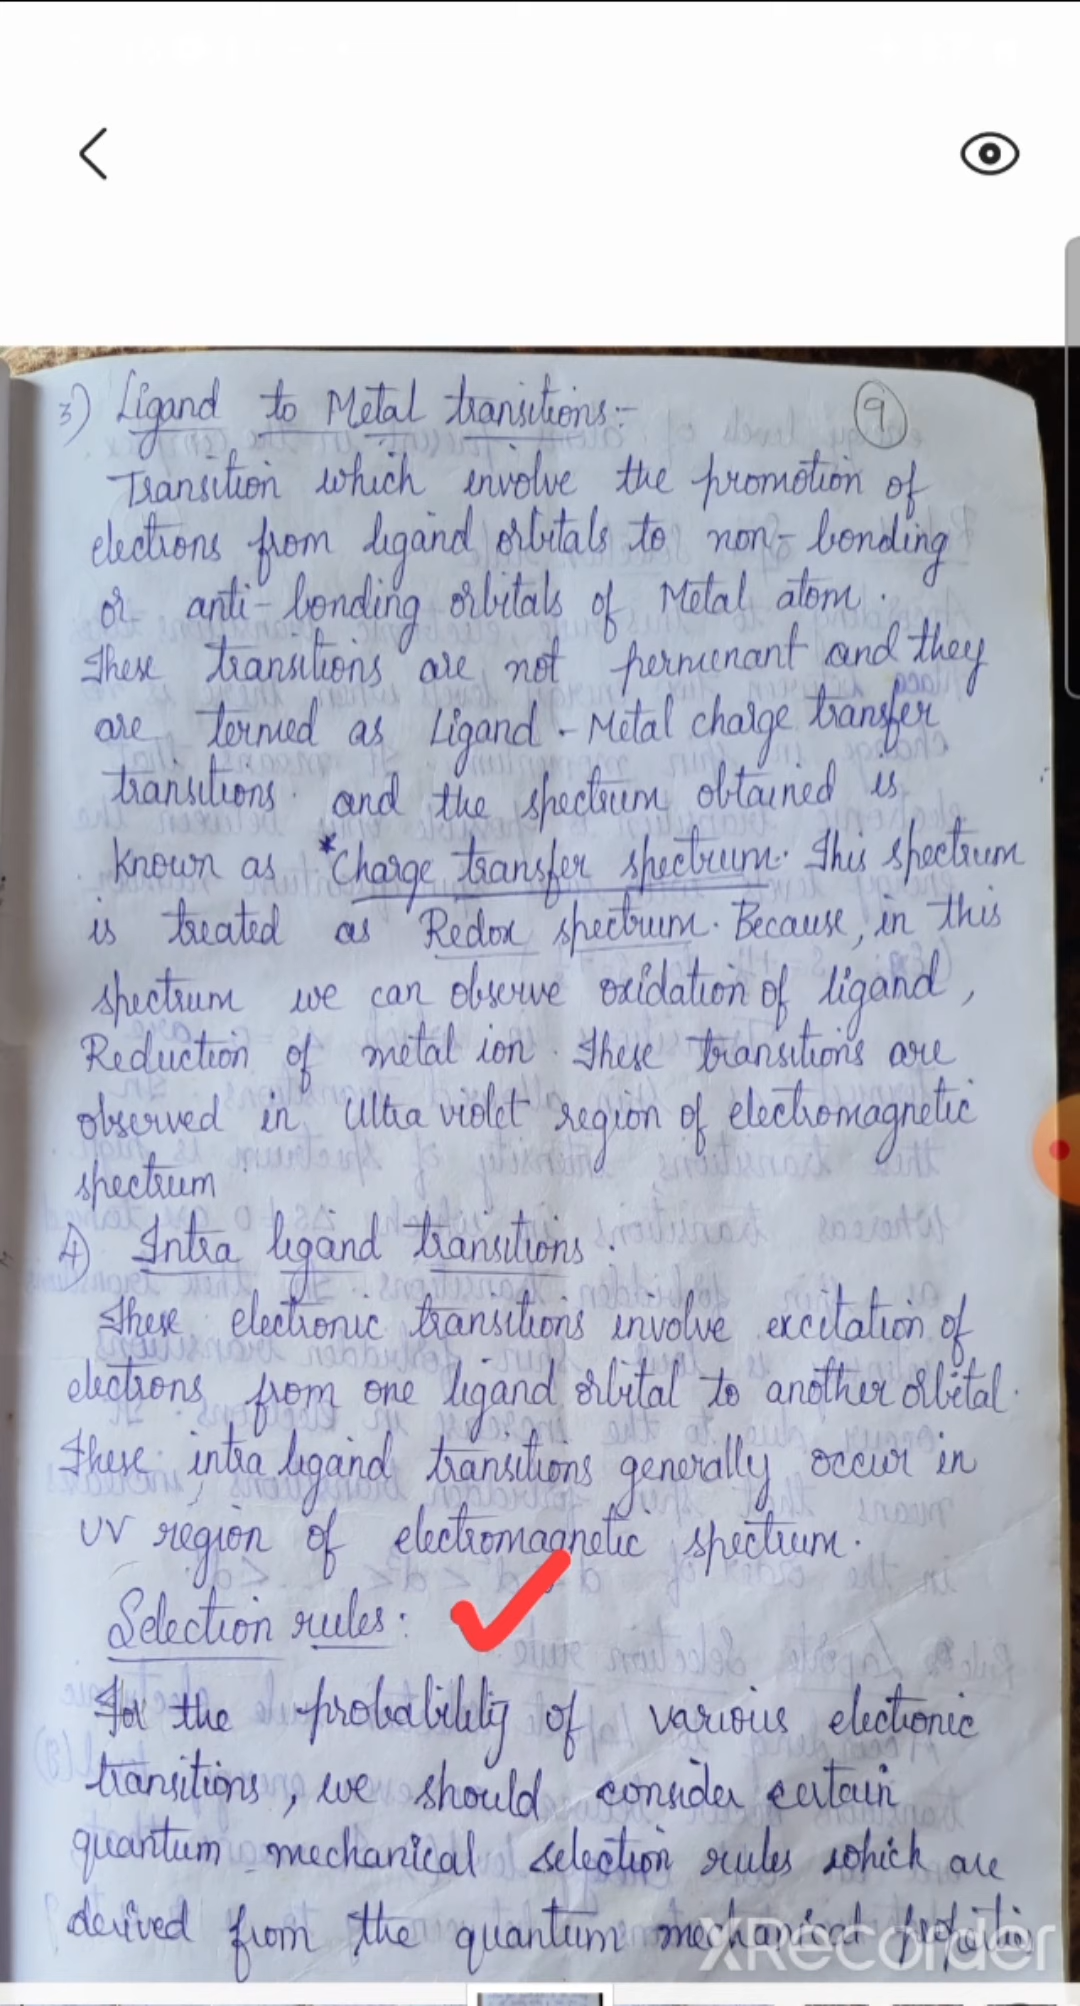 3) Ligand to Metal transitions:-
9
Transition which involve the promotion of
elections from ligand orbitals to non-bonding
or anti-bonding orbitals of Metal atom.
These transitions are not permenant and they
are termed as Ligand-Metal charge transfer
transitions. and the spectrum obtained is
known as *Charge transfer spectrum. This spectrum
is treated as Redox spectrum. Because, in this
spectrum we can observe oxidation of ligand,
Reduction of metal ion. These transitions are
observed in Ultra violet region of electromagnetic
spectrum
4) Intra ligand transitions.
These electronic transitions involve excitation of
electrons from one ligand orbital to another orbital.
These intra ligand transitions generally occur in
UV region of electromagnetic spectrum.
Selection rules:
For the probability of various electronic
transitions, we should consider certain
quantum mechanical selection rules which are
derived from the quantum mechanical
XRecorder